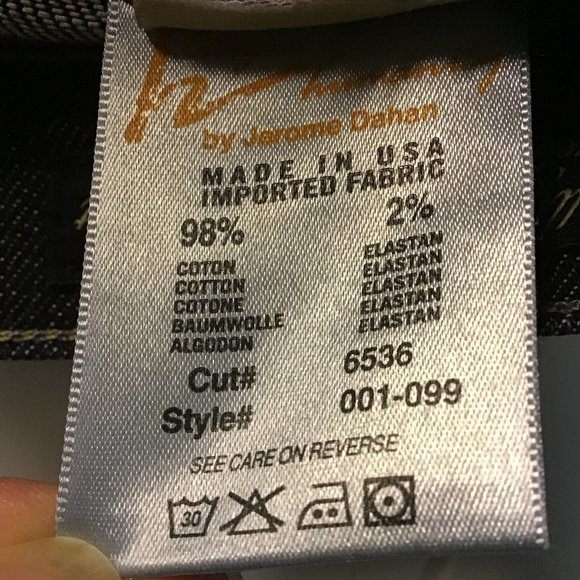 by Jerome Dahan
MADE IN USA
IMPORTED FABRIC
98% 2%
COTON ELASTAN
COTTON ELASTAN
COTONE ELASTAN
BAUMWOLLE ELASTAN
ALGODON ELASTAN
Cut# 6536
Style# 001-099
SEE CARE ON REVERSE
30